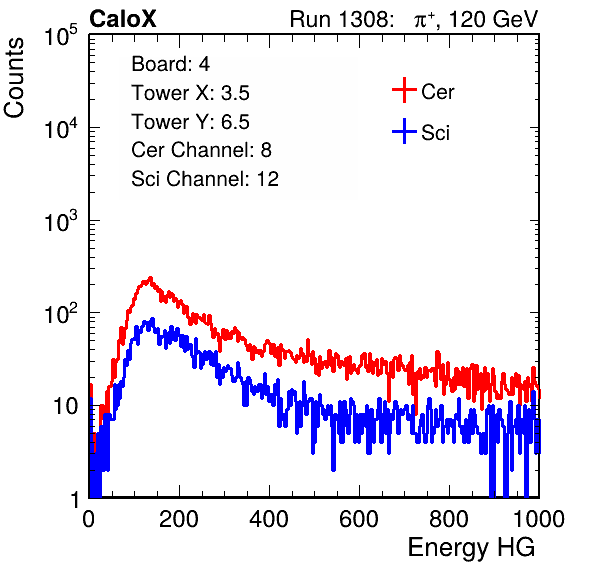 CaloX Run 1308: π⁺, 120 GeV
Counts
Board: 4
Tower X: 3.5
Tower Y: 6.5
Cer Channel: 8
Sci Channel: 12
Cer
Sci
10⁵
10⁴
10³
10²
10
1
0 200 400 600 800 1000
Energy HG